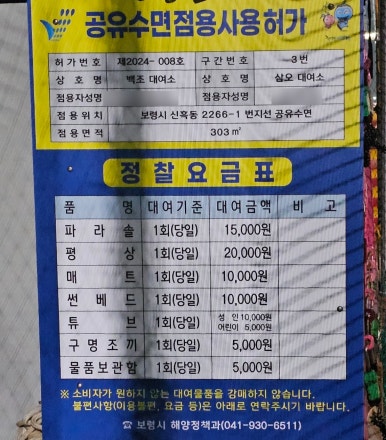 공유수면점용사용허가
허가번호 제2024-008호 구간번호 3번
상호명 백조 대여소 상호명 삼오 대여소
점용자성명 점용자성명
점용위치 보령시 신흑동 2266-1 번지선 공유수면
점용면적 303㎡
정찰요금표
품명 대여기준 대여금액 비고
파라솔 1회(당일) 15,000원
평상 1회(당일) 20,000원
매트 1회(당일) 10,000원
썬베드 1회(당일) 10,000원
튜브 1회(당일) 성인 10,000원
어린이 5,000원
구명조끼 1회(당일) 5,000원
물품보관함 1회(당일) 5,000원
※ 소비자가 원하지 않는 대여물품을 강매하지 않습니다.
불편사항(이용불편, 요금 등)은 아래로 연락주시기 바랍니다.
☎ 보령시 해양정책과(041-930-6511)